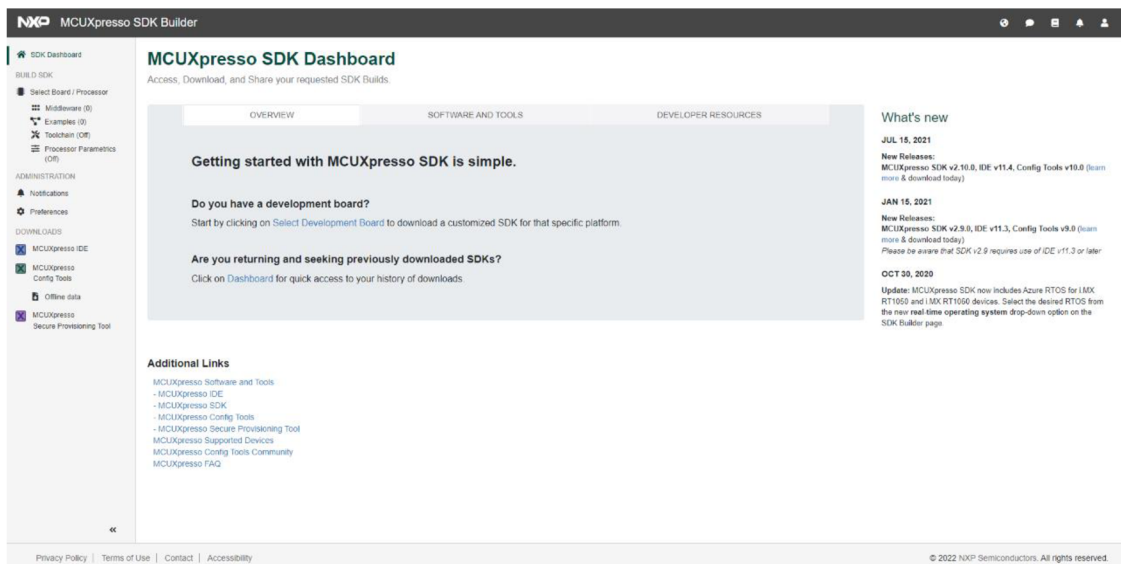 NXP MCUXpresso SDK Builder
SDK Dashboard
BUILD SDK
Select Board / Processor
Middleware (0)
Examples (0)
Toolchain (Off)
Processor Parametrics
(Off)
ADMINISTRATION
Notifications
Preferences
DOWNLOADS
MCUXpresso IDE
MCUXpresso
Config Tools
Offline data
MCUXpresso
Secure Provisioning Tool
«
MCUXpresso SDK Dashboard
Access, Download, and Share your requested SDK Builds.
OVERVIEW
SOFTWARE AND TOOLS
DEVELOPER RESOURCES
Getting started with MCUXpresso SDK is simple.
Do you have a development board?
Start by clicking on Select Development Board to download a customized SDK for that specific platform.
Are you returning and seeking previously downloaded SDKs?
Click on Dashboard for quick access to your history of downloads.
Additional Links
MCUXpresso Software and Tools
- MCUXpresso IDE
- MCUXpresso SDK
- MCUXpresso Config Tools
- MCUXpresso Secure Provisioning Tool
MCUXpresso Supported Devices
MCUXpresso Config Tools Community
MCUXpresso FAQ
What's new
JUL 15, 2021
New Releases:
MCUXpresso SDK v2.10.0, IDE v11.4, Config Tools v10.0 (learn
more & download today)
JAN 15, 2021
New Releases:
MCUXpresso SDK v2.9.0, IDE v11.3, Config Tools v9.0 (learn
more & download today)
Please be aware that SDK v2.9 requires use of IDE v11.3 or later
OCT 30, 2020
Update: MCUXpresso SDK now includes Azure RTOS for i.MX
RT1050 and i.MX RT1060 devices. Select the desired RTOS from
the new real-time operating system drop-down option on the
SDK Builder page.
Privacy Policy | Terms of Use | Contact | Accessibility
© 2022 NXP Semiconductors. All rights reserved.